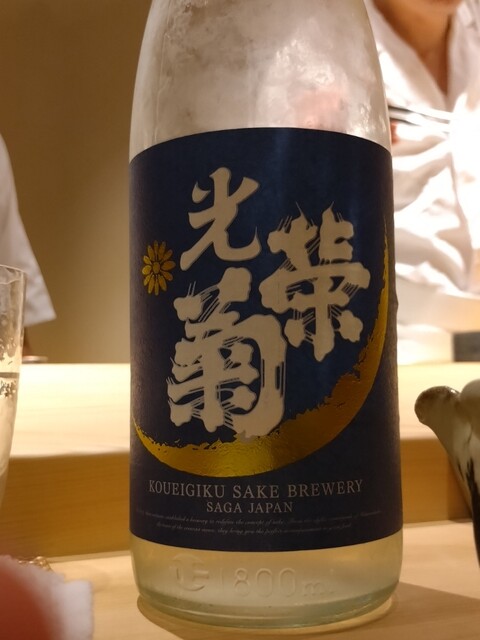 光
栄
菊
KOUEIGIKU SAKE BREWERY
SAGA JAPAN
1800